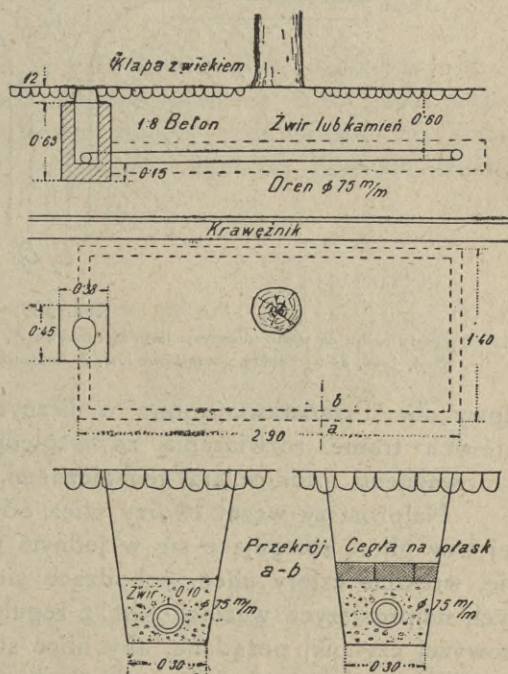 Klapa z wiekiem
12
0·65
1:8 Beton
Żwir lub kamień
0·60
0·15
Dren ϕ 75 m/m
Krawężnik
0·38
0·45
1·40
b
a
2·90
Przekrój
a-b
Cegła na płask
Żwir 0·10
ϕ 75 m/m
ϕ 75 m/m
0·30
0·30